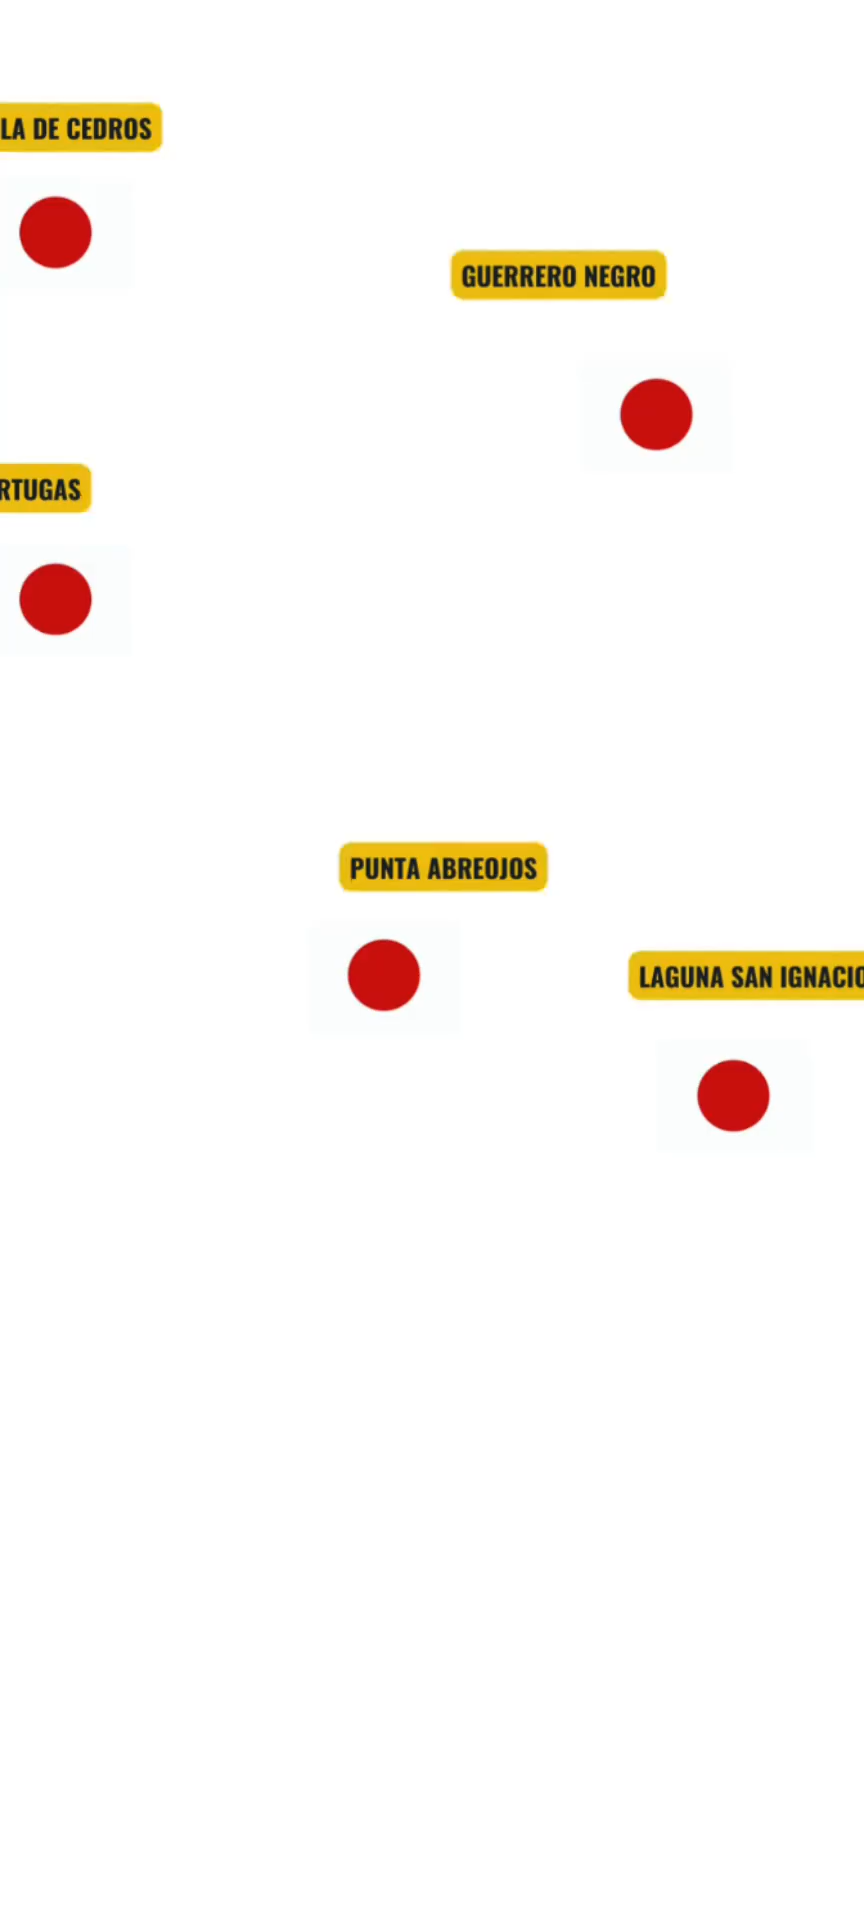 LA DE CEDROS
GUERRERO NEGRO
RTUGAS
PUNTA ABREOJOS
LAGUNA SAN IGNACIO